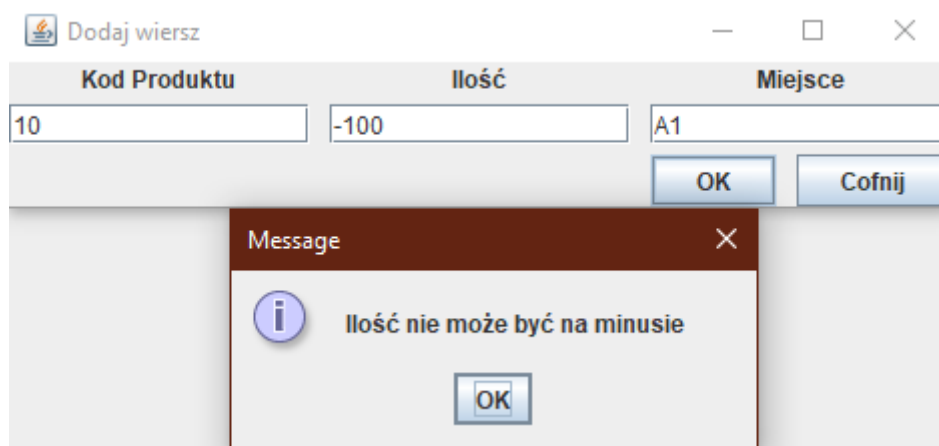 Dodaj wiersz
Kod Produktu Ilość Miejsce
10 -100 A1
OK Cofnij
Message
Ilość nie może być na minusie
OK